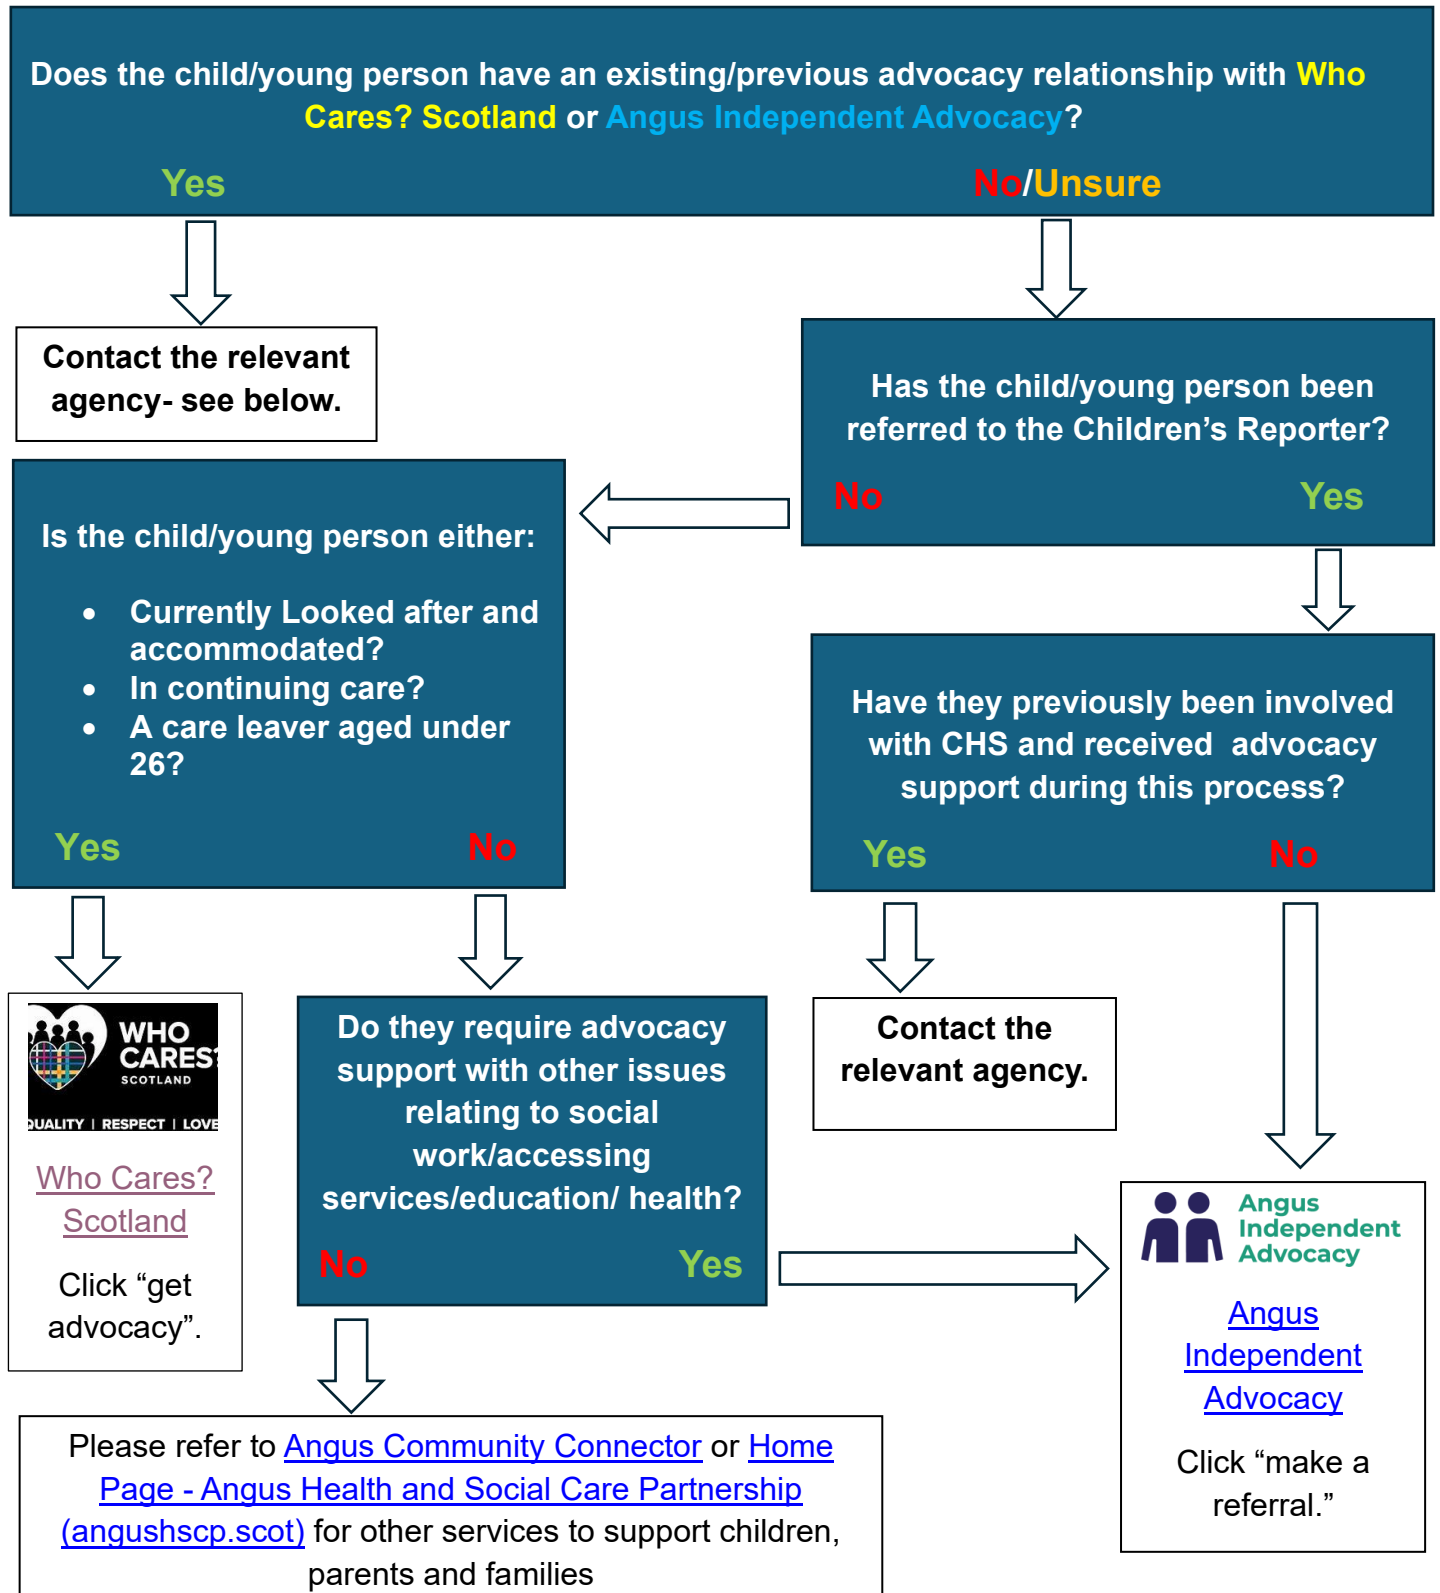 Does the child/young person have an existing/previous advocacy relationship with Who
Cares? Scotland or Angus Independent Advocacy?
Yes
No/Unsure
Contact the relevant
agency- see below.
Has the child/young person been
referred to the Children’s Reporter?
No
Yes
Is the child/young person either:
• Currently Looked after and
accommodated?
• In continuing care?
• A care leaver aged under
26?
Yes
No
Have they previously been involved
with CHS and received  advocacy
support during this process?
Yes
No
WHO
CARES?
SCOTLAND
QUALITY | RESPECT | LOVE
Who Cares?
Scotland
Click “get
advocacy”.
Do they require advocacy
support with other issues
relating to social
work/accessing
services/education/ health?
No
Yes
Contact the
relevant agency.
Angus
Independent
Advocacy
Angus
Independent
Advocacy
Click “make a
referral.”
Please refer to Angus Community Connector or Home
Page - Angus Health and Social Care Partnership
(angushscp.scot) for other services to support children,
parents and families